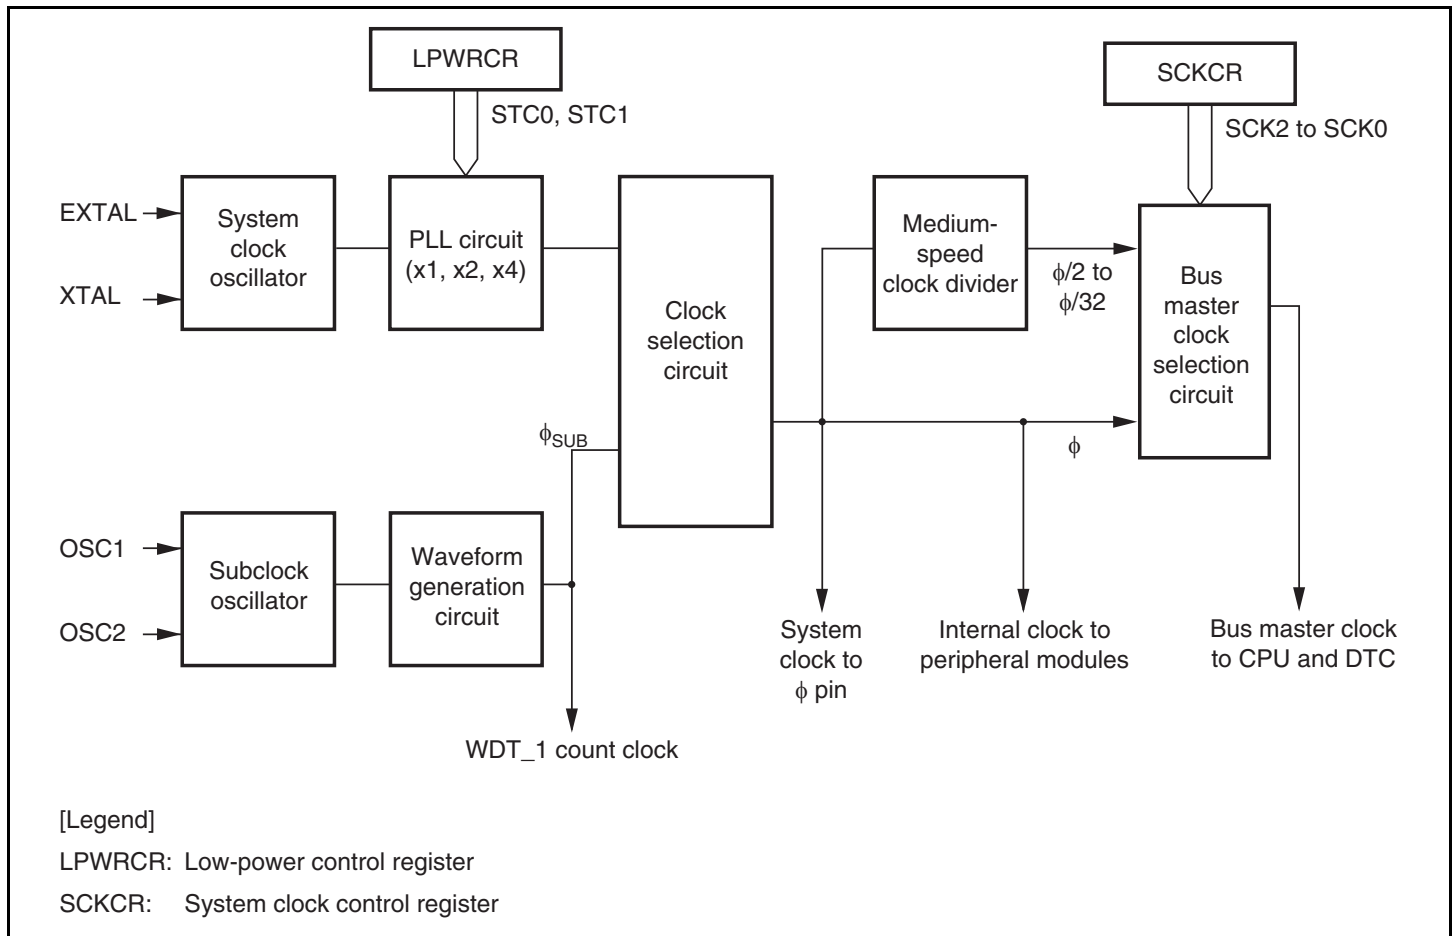 LPWRCR
STC0, STC1
SCKCR
SCK2 to SCK0
EXTAL
XTAL
System
clock
oscillator
PLL circuit
(x1, x2, x4)
Clock
selection
circuit
Medium-
speed
clock divider
ϕ/2 to
ϕ/32
Bus
master
clock
selection
circuit
ϕSUB
ϕ
OSC1
OSC2
Subclock
oscillator
Waveform
generation
circuit
System
clock to
ϕ pin
Internal clock to
peripheral modules
Bus master clock
to CPU and DTC
WDT_1 count clock
[Legend]
LPWRCR: Low-power control register
SCKCR: System clock control register